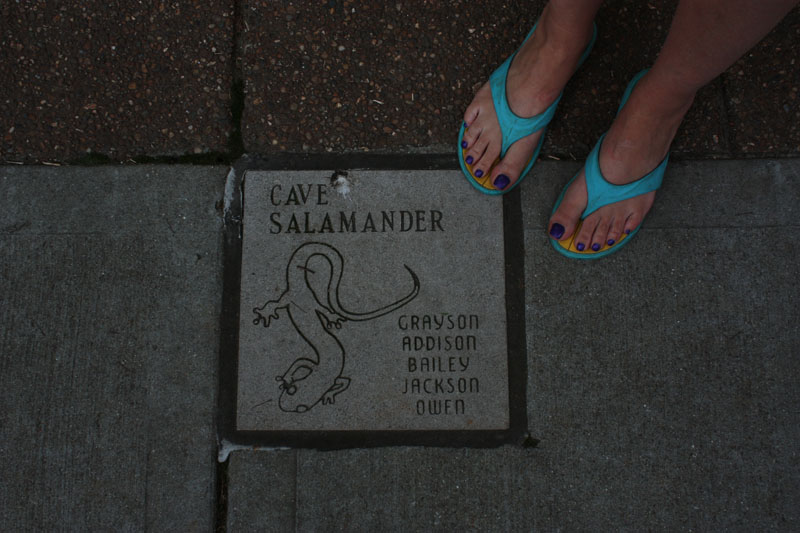 CAVE
SALAMANDER
GRAYSON
ADDISON
BAILEY
JACKSON
OWEN